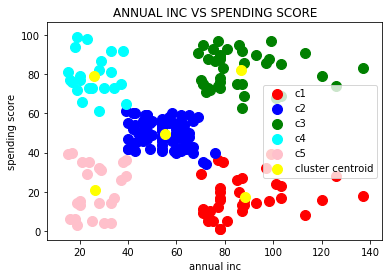 ANNUAL INC VS SPENDING SCORE
spending score
100
80
60
40
20
0
c1
c2
c3
c4
c5
cluster centroid
20
40
60
80
100
120
140
annual inc